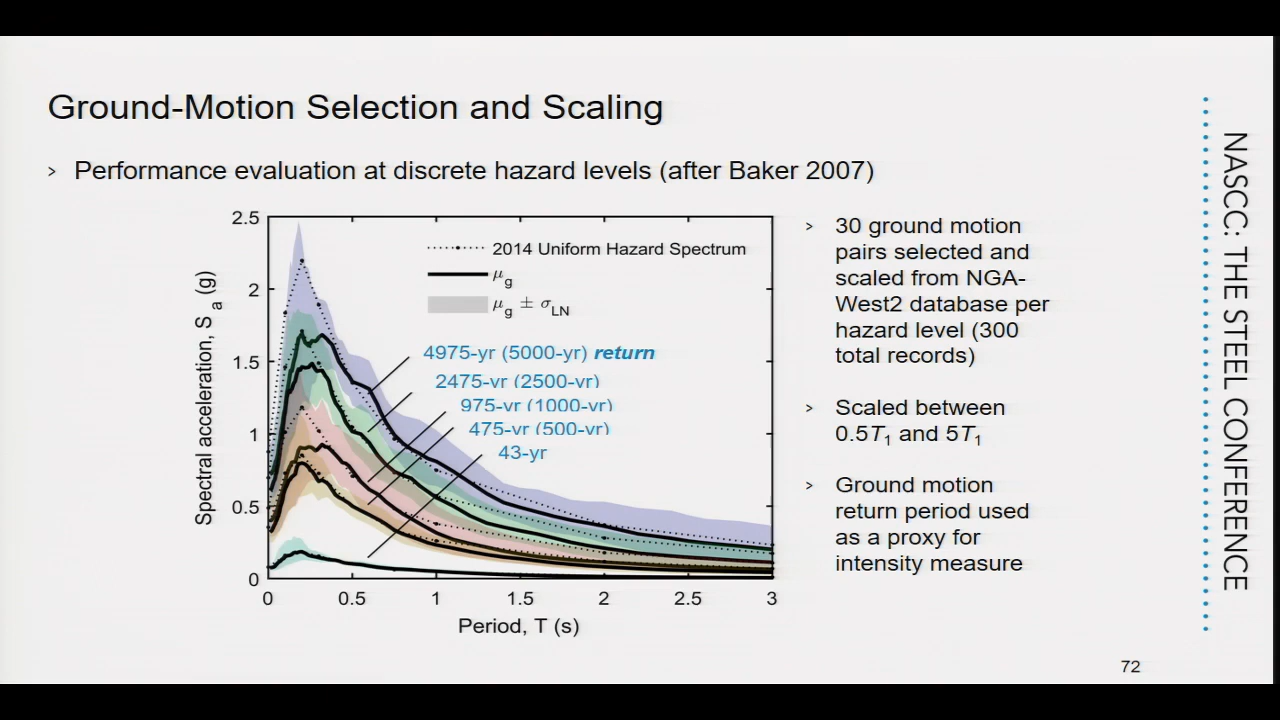 Ground-Motion Selection and Scaling
> Performance evaluation at discrete hazard levels (after Baker 2007)
2.5
2
1.5
1
0.5
0
Spectral acceleration, S a (g)
2014 Uniform Hazard Spectrum
μg
μg ± σLN
4975-yr (5000-yr) return
2475-yr (2500-yr)
975-yr (1000-yr)
475-yr (500-yr)
43-yr
0 0.5 1 1.5 2 2.5 3
Period, T (s)
> 30 ground motion
pairs selected and
scaled from NGA-
West2 database per
hazard level (300
total records)
> Scaled between
0.5T1 and 5T1
> Ground motion
return period used
as a proxy for
intensity measure
NASCC: THE STEEL CONFERENCE
72